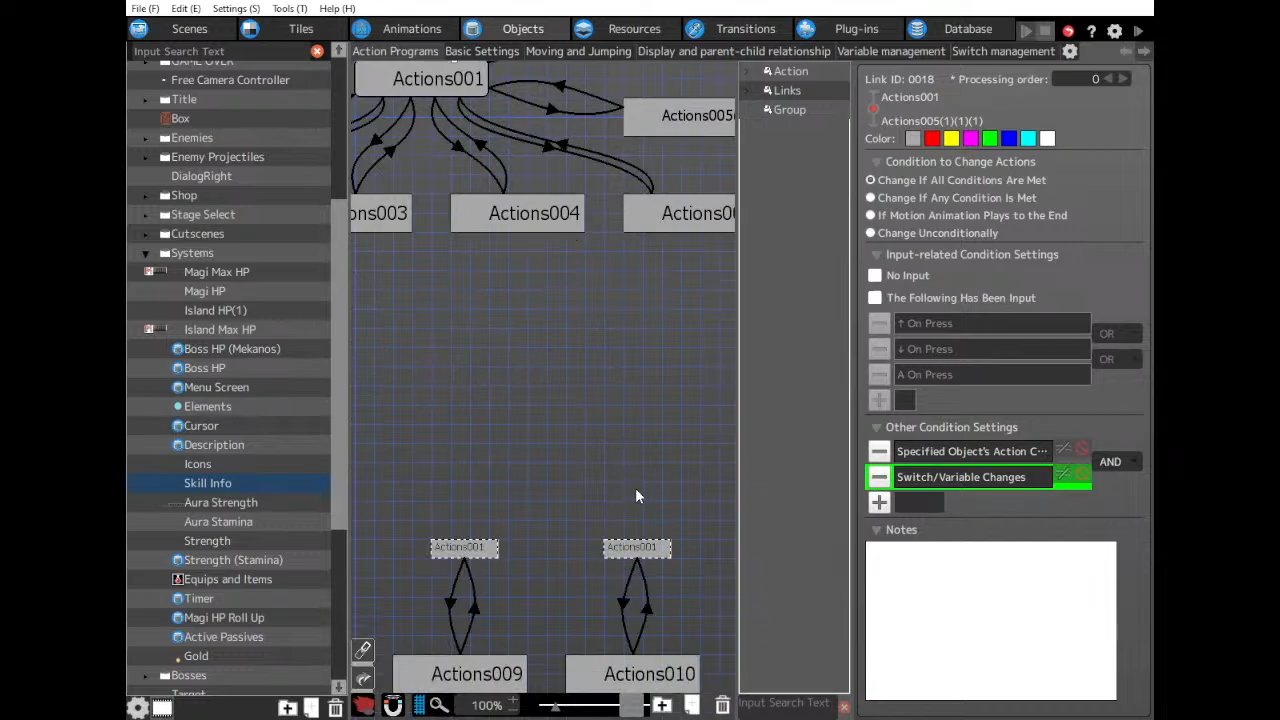 File (F)
Edit (E)
Settings (S)
Tools (T)
Help (H)
Scenes
Tiles
Animations
Objects
Resources
Transitions
Plug-ins
Database
Input Search Text
Action Programs
Basic Settings
Moving and Jumping
Display and parent-child relationship
Variable management
Switch management
GAME OVER
Free Camera Controller
Title
Box
Enemies
Enemy Projectiles
DialogRight
Shop
Stage Select
Cutscenes
Systems
Magi Max HP
Magi HP
Island HP(1)
Island Max HP
Boss HP (Mekanos)
Boss HP
Menu Screen
Elements
Cursor
Description
Icons
Skill Info
Aura Strength
Aura Stamina
Strength
Strength (Stamina)
Equips and Items
Timer
Magi HP Roll Up
Active Passives
Gold
Bosses
Target
Actions001
Actions005(
ons003
Actions004
Actions0
Actions001
Actions001
Actions009
Actions010
100%
Action
Links
Group
Input Search Text
Link ID: 0018
* Processing order:
0
Actions001
Actions005(1)(1)(1)
Color:
Condition to Change Actions
Change If All Conditions Are Met
Change If Any Condition Is Met
If Motion Animation Plays to the End
Change Unconditionally
Input-related Condition Settings
No Input
The Following Has Been Input
↑ On Press
OR
↓ On Press
OR
A On Press
Other Condition Settings
Specified Object's Action C···
AND
Switch/Variable Changes
Notes